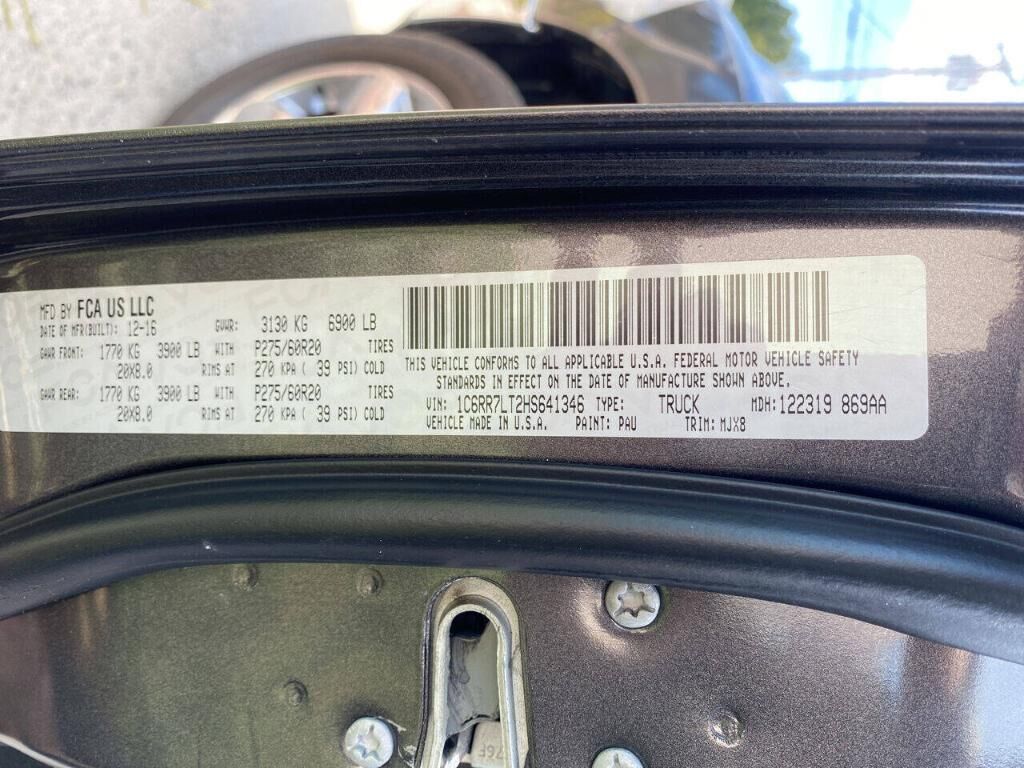 MFD BY FCA US LLC
DATE OF MFR(BUILT): 12-16 GVWR: 3130 KG 6900 LB
GAWR FRONT: 1770 KG 3900 LB WITH P275/60R20 TIRES
20X8.0 RIMS AT 270 KPA ( 39 PSI) COLD
GAWR REAR: 1770 KG 3900 LB WITH P275/60R20 TIRES
20X8.0 RIMS AT 270 KPA ( 39 PSI) COLD
THIS VEHICLE CONFORMS TO ALL APPLICABLE U.S.A. FEDERAL MOTOR VEHICLE SAFETY
STANDARDS IN EFFECT ON THE DATE OF MANUFACTURE SHOWN ABOVE.
VIN: 1C6RR7LT2HS641346 TYPE: TRUCK MDH: 122319 869AA
VEHICLE MADE IN U.S.A. PAINT: PAU TRIM: MJX8